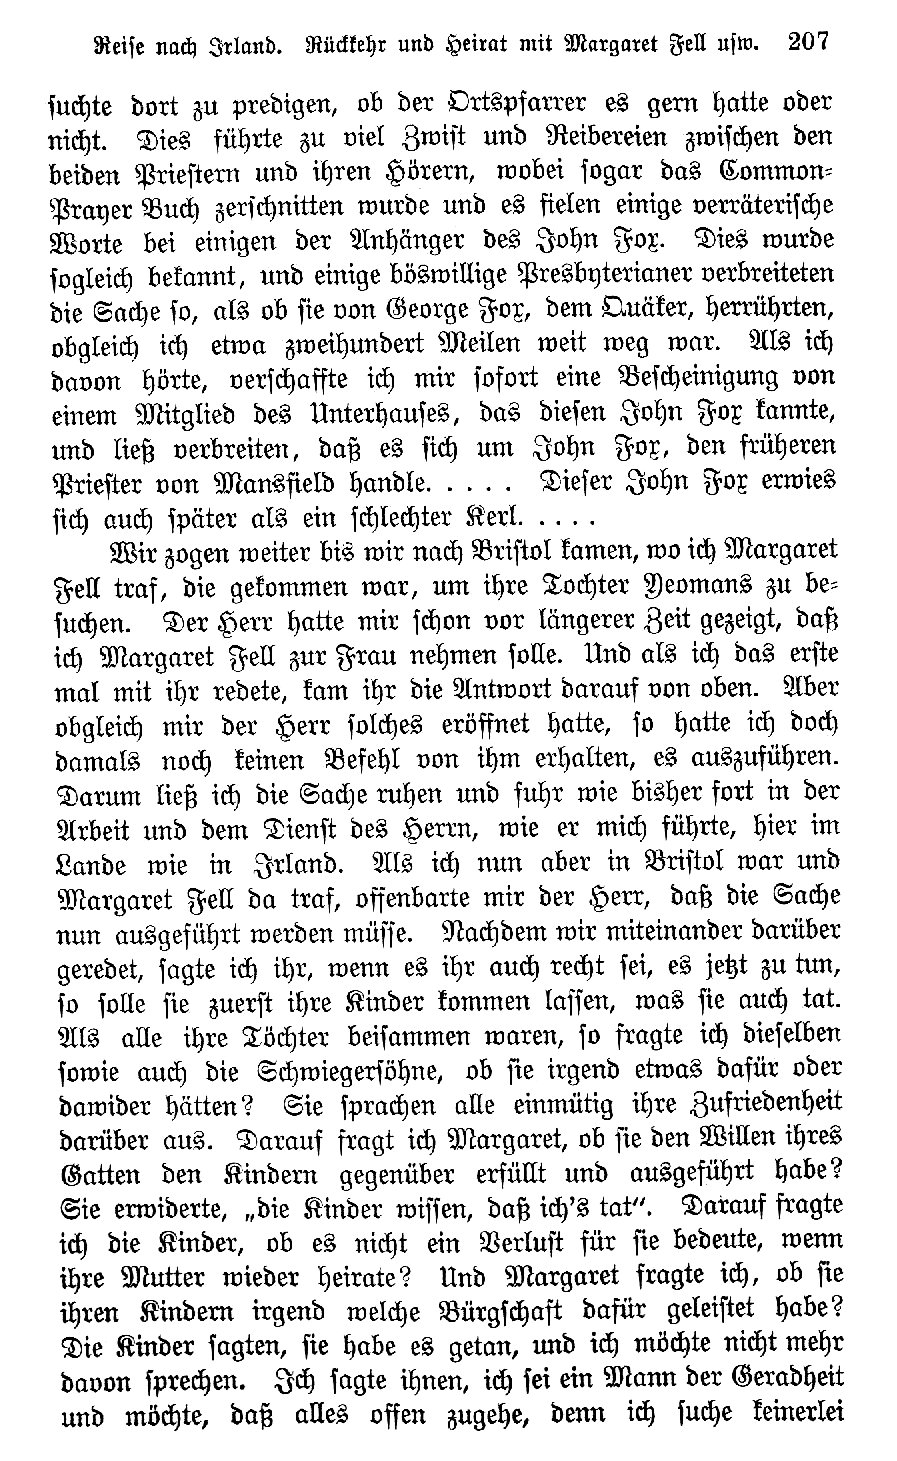 Reise nach Irland. Rückkehr und Heirat mit Margaret Fell usw. 207
suchte dort zu predigen, ob der Ortspfarrer es gern hatte oder
nicht. Dies führte zu viel Zwist und Reibereien zwischen den
beiden Priestern und ihren Hörern, wobei sogar das Common-
Prayer Buch zerschnitten wurde und es fielen einige verräterische
Worte bei einigen der Anhänger des John Fox. Dies wurde
sogleich bekannt, und einige böswillige Presbyterianer verbreiteten
die Sache so, als ob sie von George Fox, dem Quäker, herrührten,
obgleich ich etwa zweihundert Meilen weit weg war. Als ich
davon hörte, verschaffte ich mir sofort eine Bescheinigung von
einem Mitglied des Unterhauses, das diesen John Fox kannte,
und ließ verbreiten, daß es sich um John Fox, den früheren
Priester von Mansfield handle. . . . . Dieser John Fox erwies
sich auch später als ein schlechter Kerl. . . . .
Wir zogen weiter bis wir nach Bristol kamen, wo ich Margaret
Fell traf, die gekommen war, um ihre Tochter Yeomans zu be-
suchen. Der Herr hatte mir schon vor längerer Zeit gezeigt, daß
ich Margaret Fell zur Frau nehmen solle. Und als ich das erste
mal mit ihr redete, kam ihr die Antwort darauf von oben. Aber
obgleich mir der Herr solches eröffnet hatte, so hatte ich doch
damals noch keinen Befehl von ihm erhalten, es auszuführen.
Darum ließ ich die Sache ruhen und fuhr wie bisher fort in der
Arbeit und dem Dienst des Herrn, wie er mich führte, hier im
Lande wie in Irland. Als ich nun aber in Bristol war und
Margaret Fell da traf, offenbarte mir der Herr, daß die Sache
nun ausgeführt werden müsse. Nachdem wir miteinander darüber
geredet, sagte ich ihr, wenn es ihr auch recht sei, es jetzt zu tun,
so solle sie zuerst ihre Kinder kommen lassen, was sie auch tat.
Als alle ihre Töchter beisammen waren, so fragte ich dieselben
sowie auch die Schwiegersöhne, ob sie irgend etwas dafür oder
dawider hätten? Sie sprachen alle einmütig ihre Zufriedenheit
darüber aus. Darauf fragt ich Margaret, ob sie den Willen ihres
Gatten den Kindern gegenüber erfüllt und ausgeführt habe?
Sie erwiderte, „die Kinder wissen, daß ich's tat“. Darauf fragte
ich die Kinder, ob es nicht ein Verlust für sie bedeute, wenn
ihre Mutter wieder heirate? Und Margaret fragte ich, ob sie
ihren Kindern irgend welche Bürgschaft dafür geleistet habe?
Die Kinder sagten, sie habe es getan, und ich möchte nicht mehr
davon sprechen. Ich sagte ihnen, ich sei ein Mann der Geradheit
und möchte, daß alles offen zugehe, denn ich suche keinerlei